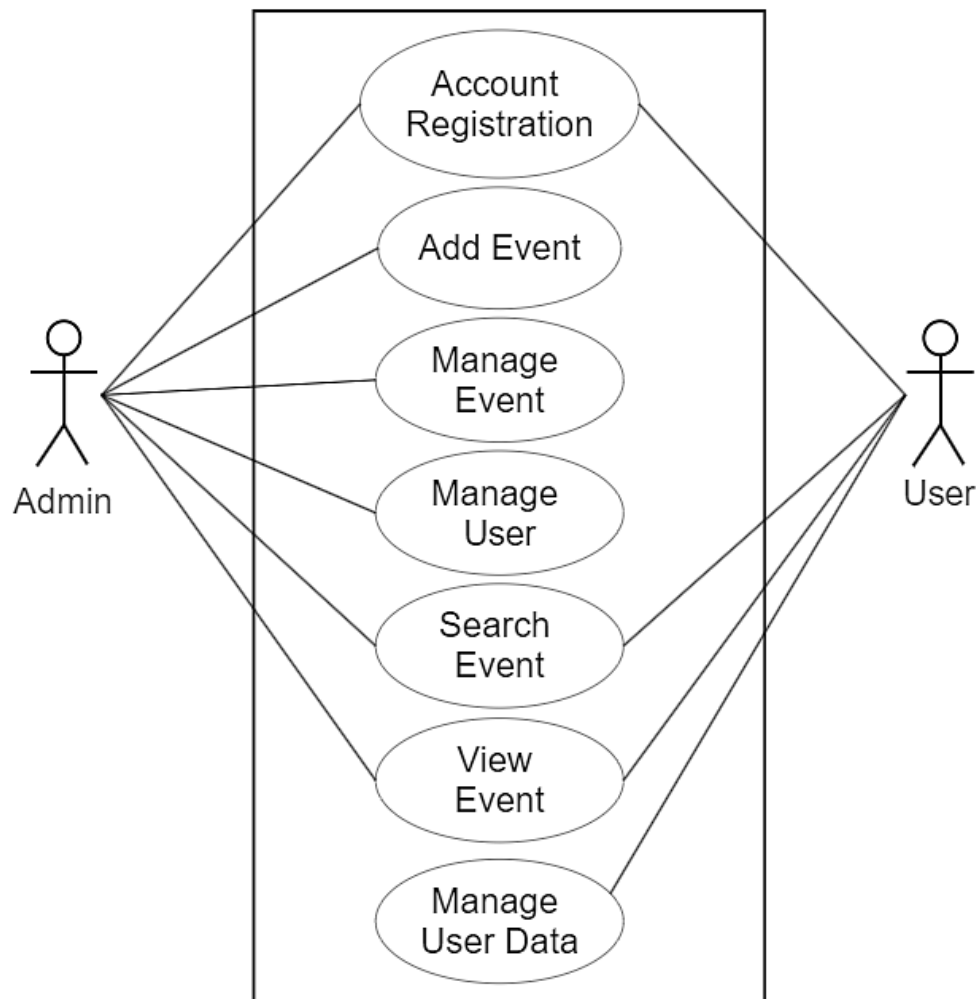 Account
Registration
Add Event
Manage
Event
Manage
User
Admin
User
Search
Event
View
Event
Manage
User Data